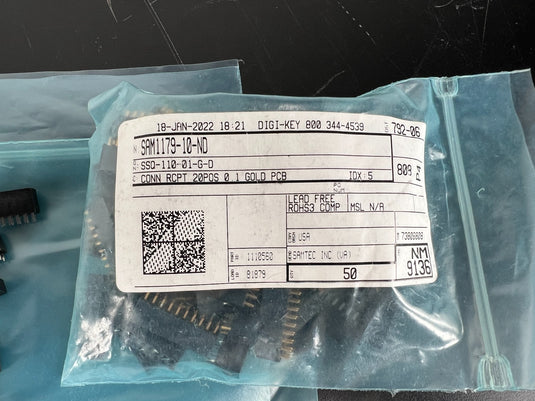 18-JAN-2022 18:21 DIGI-KEY 800 344-4539
792-06
SAM1179-10-ND
SSQ-110-01-G-D
809
CONN RCPT 20POS 0.1 GOLD PCB IDX:5
LEAD FREE
ROHS3 COMP MSL N/A
USA
1110560
SAMTEC INC (VA)
NM
9136
81879
50